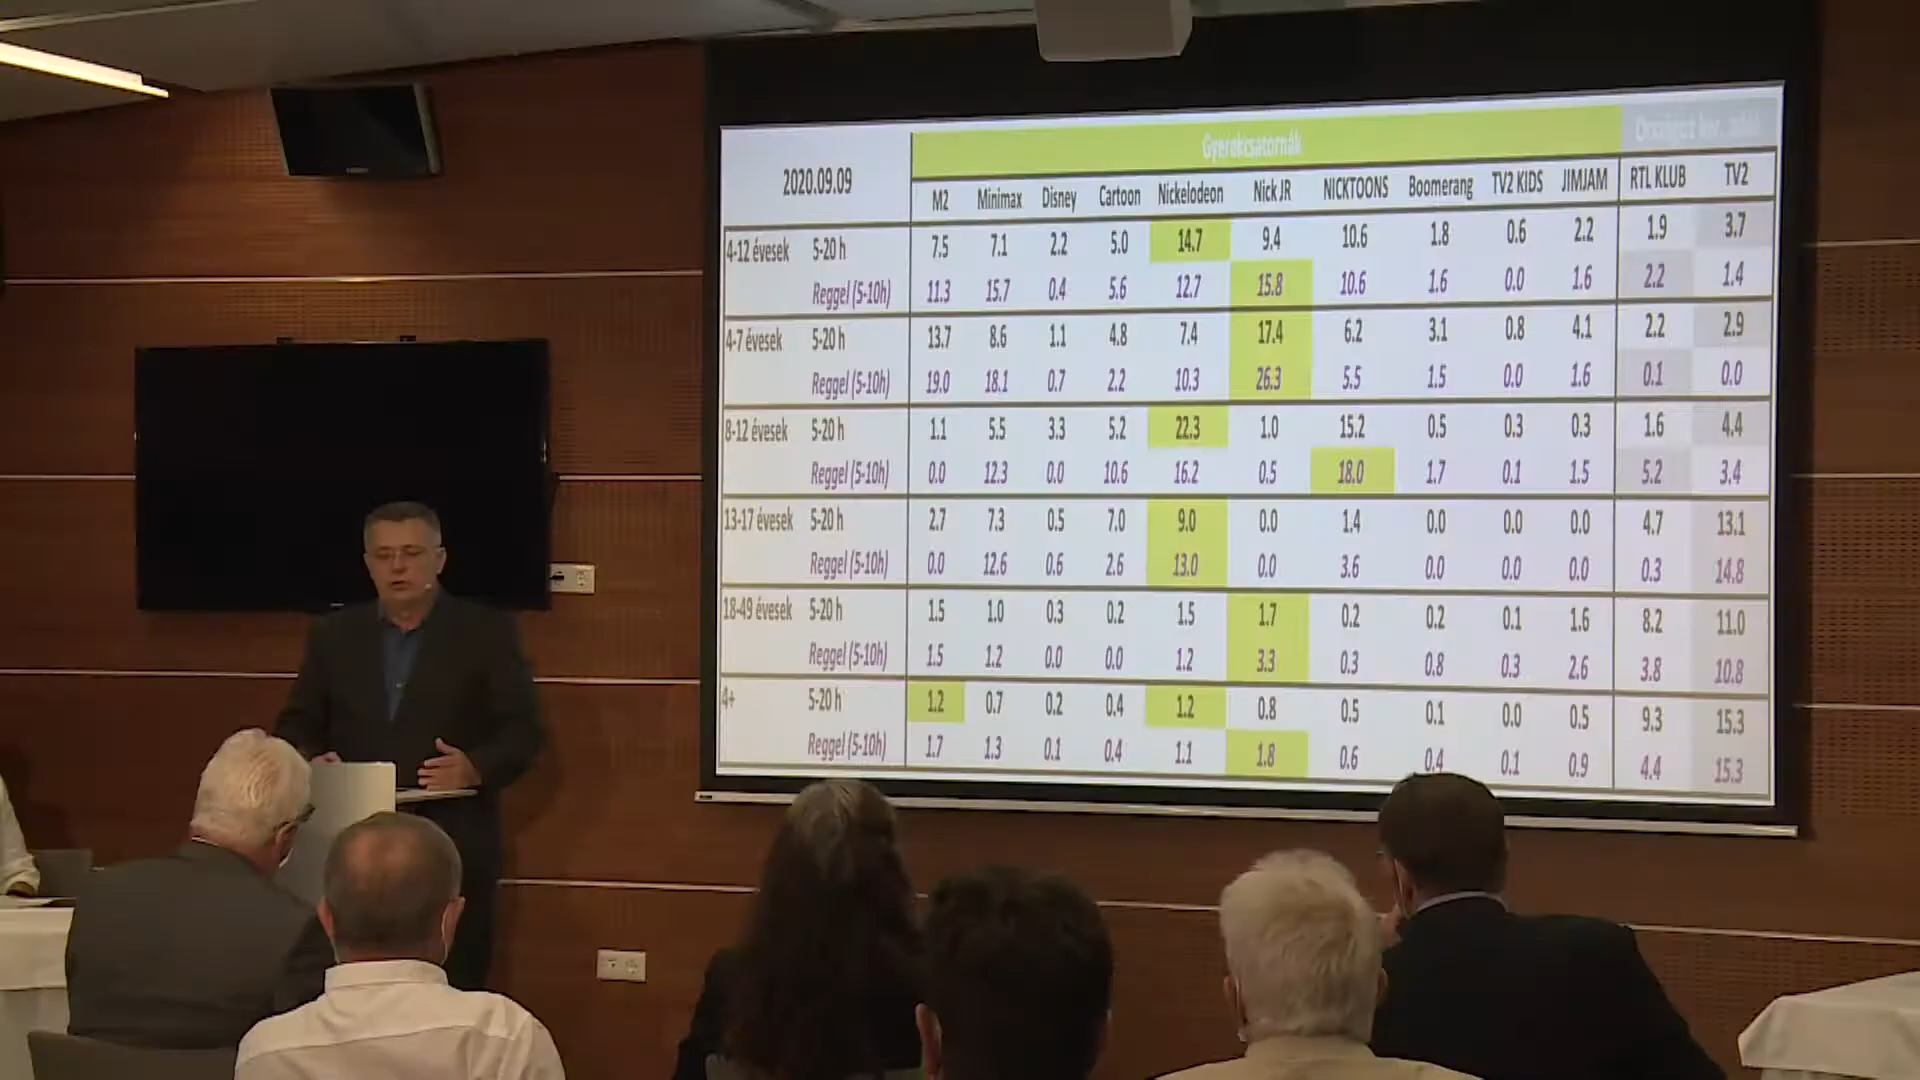 Gyerekcsatornák
2020.09.09 M2 Minimax Disney Cartoon Nickelodeon Nick JR NICKTOONS Boomerang TV2 KIDS JIMJAM RTL KLUB TV2
4-12 évesek 5-20 h 7.5 7.1 2.2 5.0 14.7 9.4 10.6 1.8 0.6 2.2 1.9 3.7
Reggel (5-10h) 11.3 15.7 0.4 5.6 12.7 15.8 10.6 1.6 0.0 1.6 2.2 1.4
4-7 évesek 5-20 h 13.7 8.6 1.1 4.8 7.4 17.4 6.2 3.1 0.8 4.1 2.2 2.9
Reggel (5-10h) 19.0 18.1 0.7 2.2 10.3 26.3 5.5 1.5 0.0 1.6 0.1 0.0
8-12 évesek 5-20 h 1.1 5.5 3.3 5.2 22.3 1.0 15.2 0.5 0.3 0.3 1.6 4.4
Reggel (5-10h) 0.0 12.3 0.0 10.6 16.2 0.5 18.0 1.7 0.1 1.5 5.2 3.4
13-17 évesek 5-20 h 2.7 7.3 0.5 7.0 9.0 0.0 1.4 0.0 0.0 0.0 4.7 13.1
Reggel (5-10h) 0.0 12.6 0.6 2.6 13.0 0.0 3.6 0.0 0.0 0.0 0.3 14.8
18-49 évesek 5-20 h 1.5 1.0 0.3 0.2 1.5 1.7 0.2 0.2 0.1 1.6 8.2 11.0
Reggel (5-10h) 1.5 1.2 0.0 0.0 1.2 3.3 0.3 0.8 0.3 2.6 3.8 10.8
4+ 5-20 h 1.2 0.7 0.2 0.4 1.2 0.8 0.5 0.1 0.0 0.5 9.3 15.3
Reggel (5-10h) 1.7 1.3 0.1 0.4 1.1 1.8 0.6 0.4 0.1 0.9 4.4 15.3